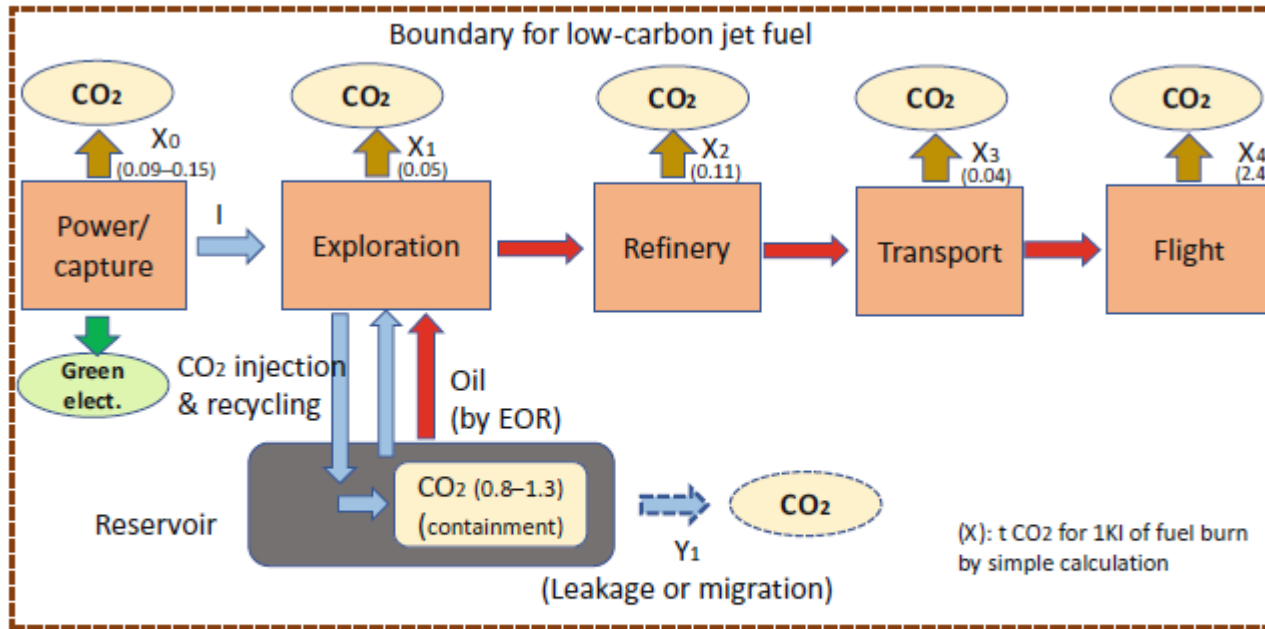 Boundary for low-carbon jet fuel
CO₂
CO₂
CO₂
CO₂
CO₂
X₀
(0.09–0.15)
X₁
(0.05)
X₂
(0.11)
X₃
(0.04)
X₄
(2.4
Power/
capture
I
Exploration
Refinery
Transport
Flight
Green
elect.
CO₂ injection
& recycling
Oil
(by EOR)
Reservoir
CO₂ (0.8–1.3)
(containment)
CO₂
Y₁
(Leakage or migration)
(X): t CO₂ for 1Kl of fuel burn
by simple calculation